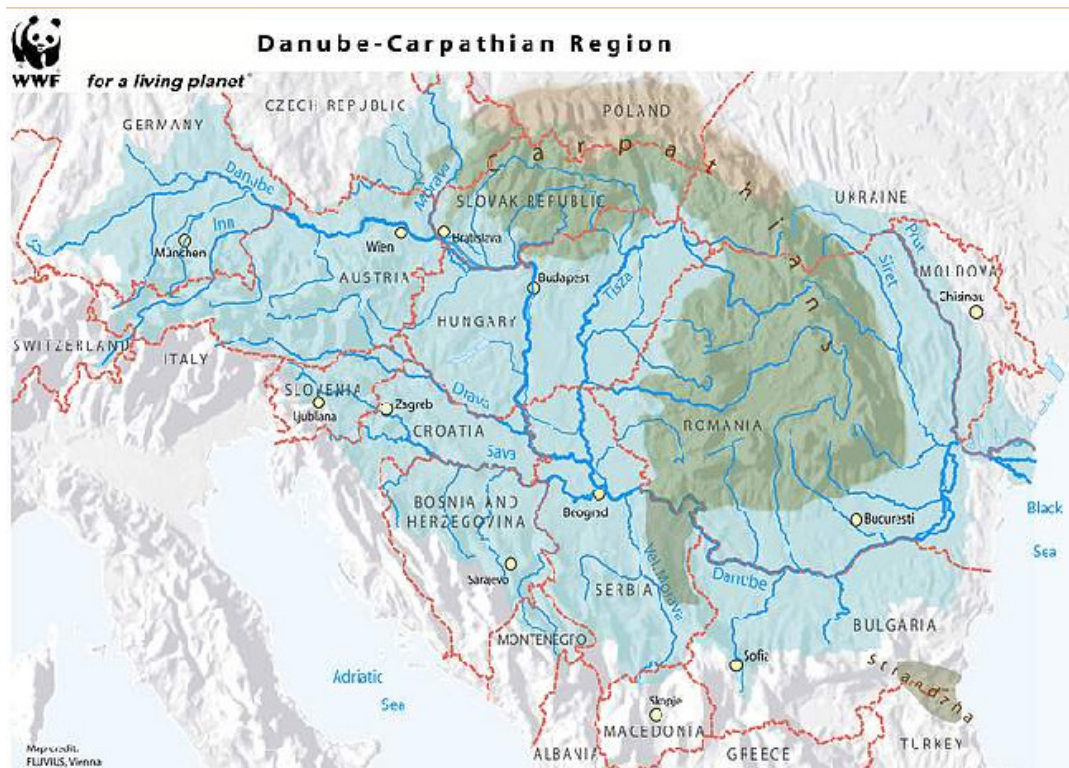 Danube-Carpathian Region
WWF
for a living planet®
CZECH REPUBLIC
POLAND
GERMANY
Carpathians
Danube
Morava
UKRAINE
SLOVAK REPUBLIC
Inn
Prut
Wien
Bratislava
München
Siret
MOLDOVA
AUSTRIA
Budapest
Tisza
Chisinau
HUNGARY
SWITZERLAND
ITALY
SLOVENIA
Drava
Ljublana
Zagreb
CROATIA
ROMANIA
Sava
BOSNIA AND
HERZEGOVINA
Beograd
Bucuresti
Black
Sea
Sarajevo
Vel. Morava
Danube
SERBIA
MONTENEGRO
BULGARIA
Sofia
Strandzha
Adriatic
Sea
Skopje
MACEDONIA
Map credit:
FLUVIUS, Vienna
ALBANIA
GREECE
TURKEY